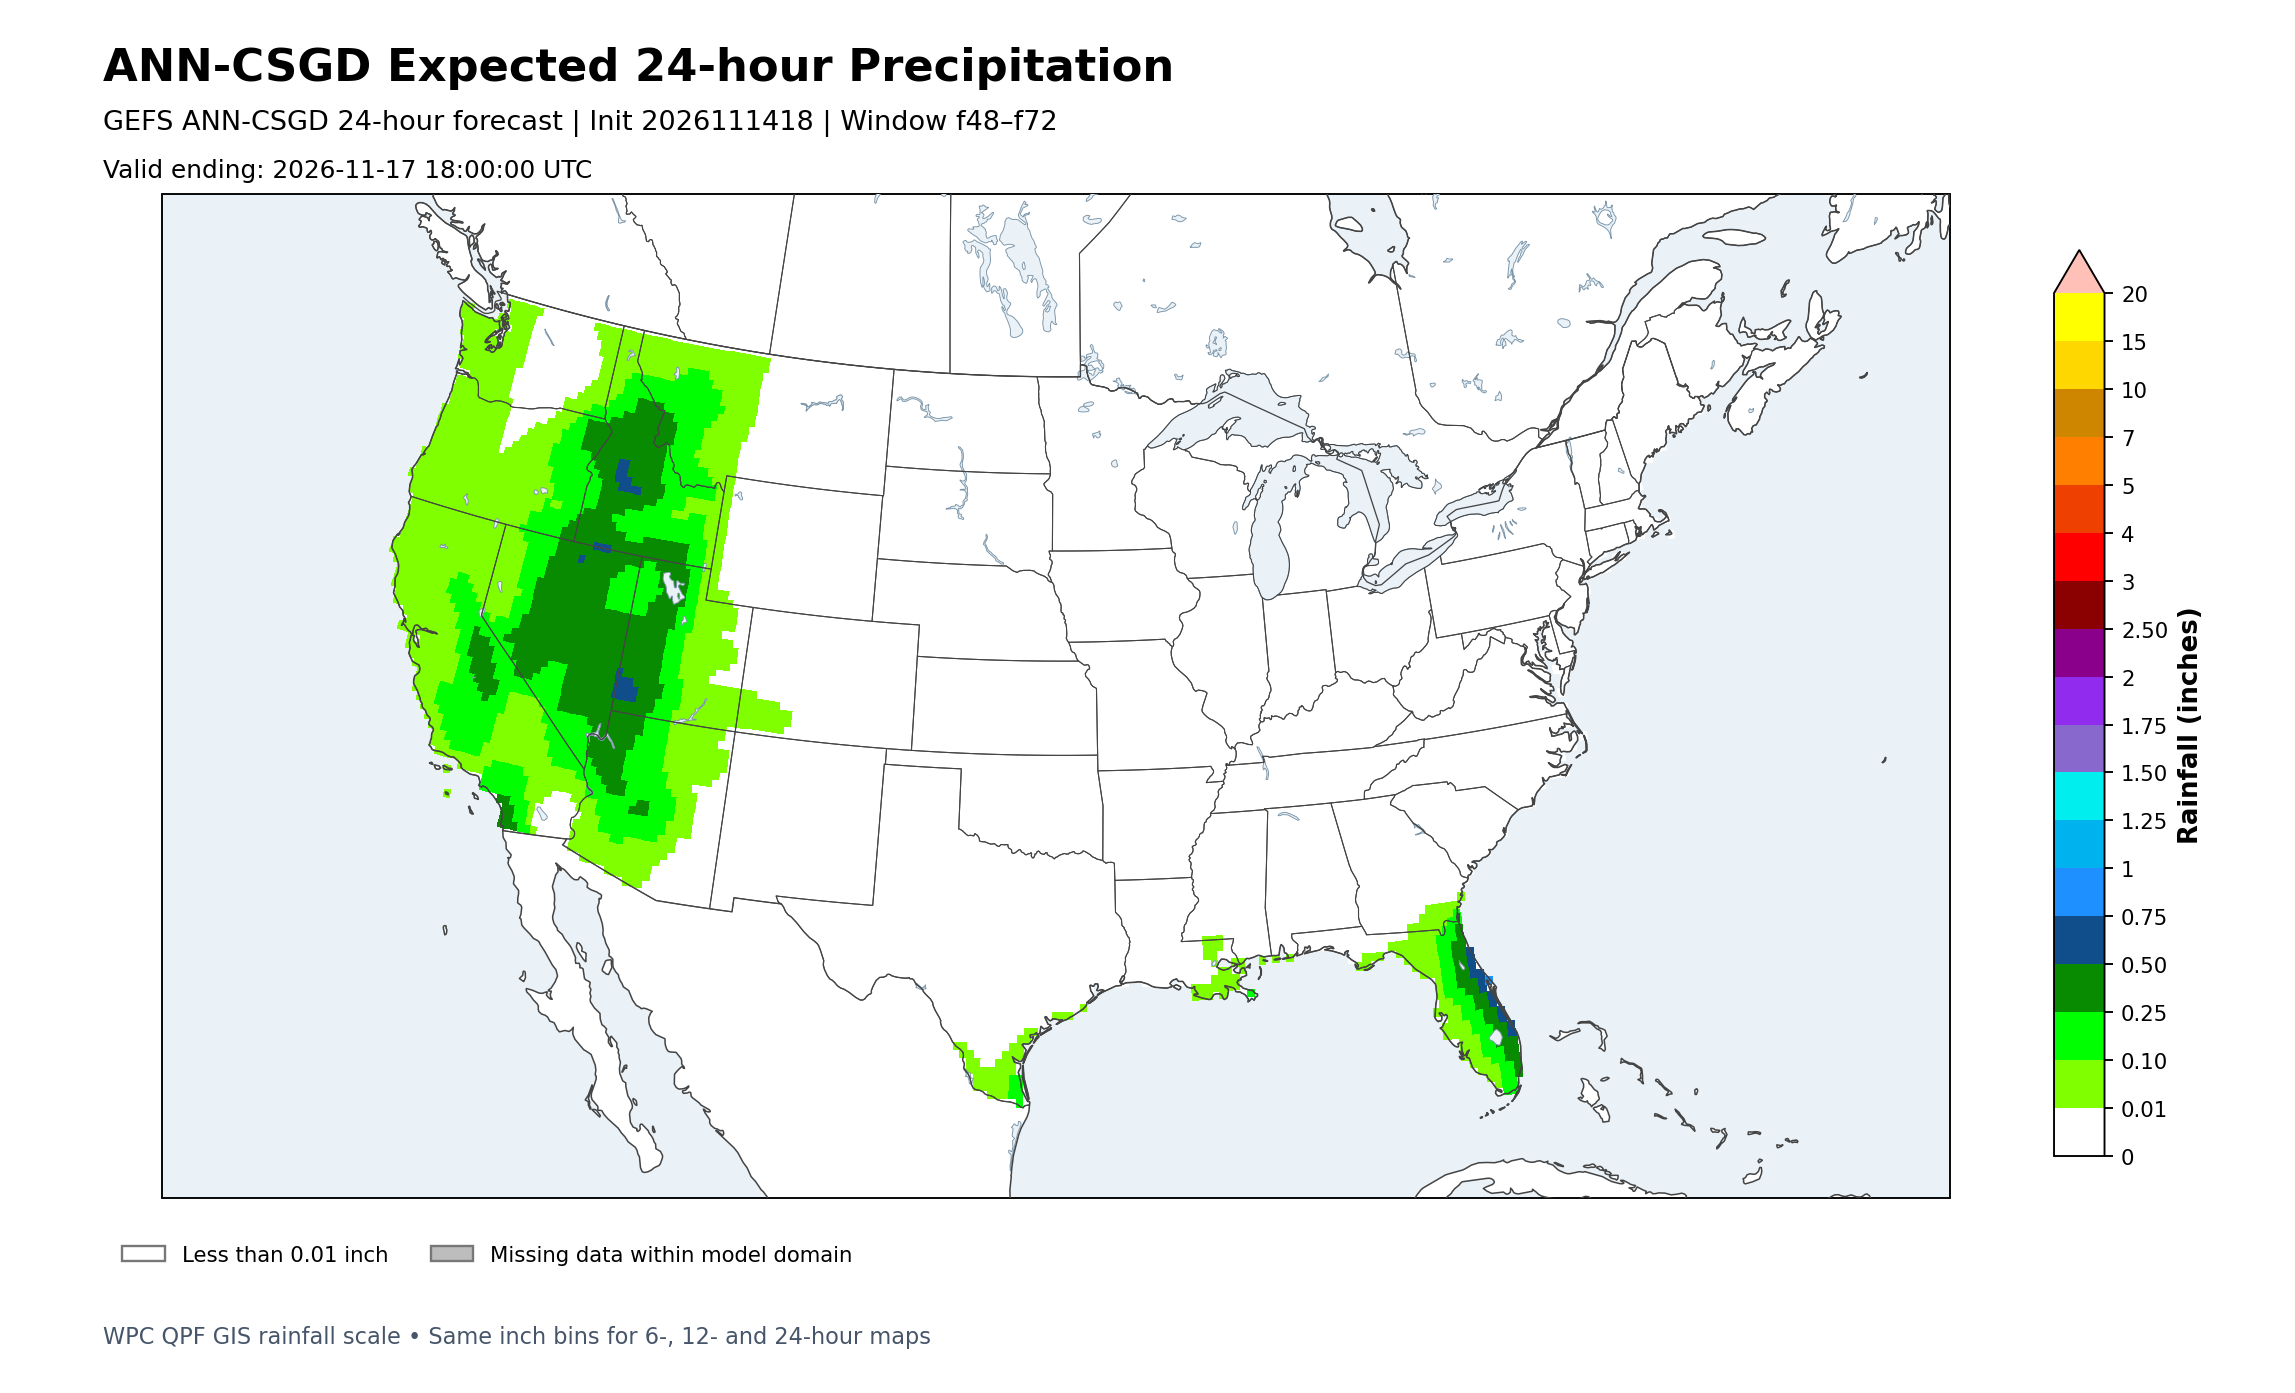 ANN-CSGD Expected 24-hour Precipitation
GEFS ANN-CSGD 24-hour forecast | Init 2026111418 | Window f48–f72
Valid ending: 2026-11-17 18:00:00 UTC
20
15
10
7
5
4
3
2.50
2
1.75
1.50
1.25
1
0.75
0.50
0.25
0.10
0.01
0
Rainfall (inches)
Less than 0.01 inch
Missing data within model domain
WPC QPF GIS rainfall scale • Same inch bins for 6-, 12- and 24-hour maps